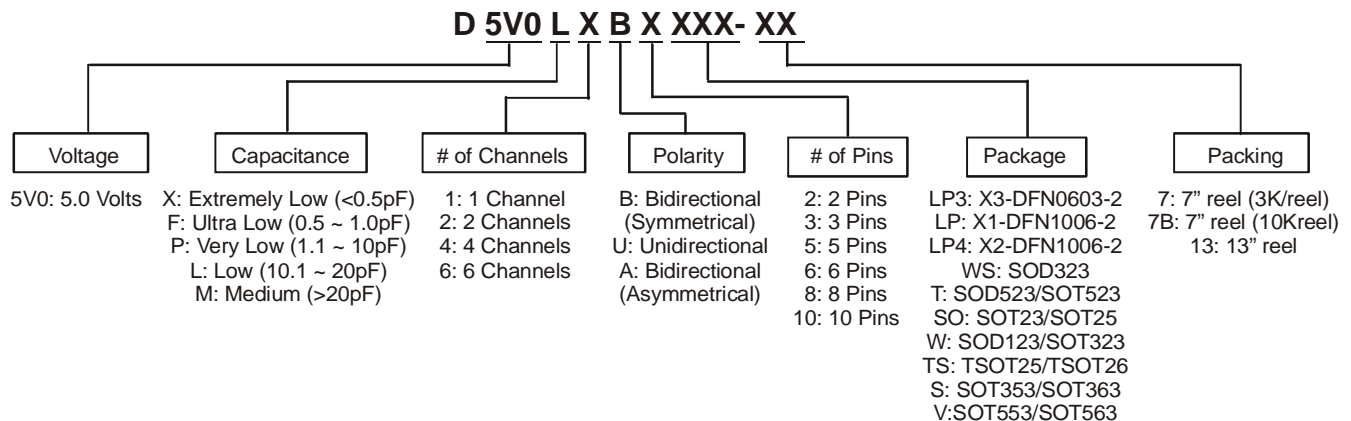 D 5V0 L X B X XXX- XX
Voltage
Capacitance
# of Channels
Polarity
# of Pins
Package
Packing
5V0: 5.0 Volts
X: Extremely Low (<0.5pF)
F: Ultra Low (0.5 ~ 1.0pF)
P: Very Low (1.1 ~ 10pF)
L: Low (10.1 ~ 20pF)
M: Medium (>20pF)
1: 1 Channel
2: 2 Channels
4: 4 Channels
6: 6 Channels
B: Bidirectional
(Symmetrical)
U: Unidirectional
A: Bidirectional
(Asymmetrical)
2: 2 Pins
3: 3 Pins
5: 5 Pins
6: 6 Pins
8: 8 Pins
10: 10 Pins
LP3: X3-DFN0603-2
LP: X1-DFN1006-2
LP4: X2-DFN1006-2
WS: SOD323
T: SOD523/SOT523
SO: SOT23/SOT25
W: SOD123/SOT323
TS: TSOT25/TSOT26
S: SOT353/SOT363
V:SOT553/SOT563
7: 7” reel (3K/reel)
7B: 7” reel (10Kreel)
13: 13” reel